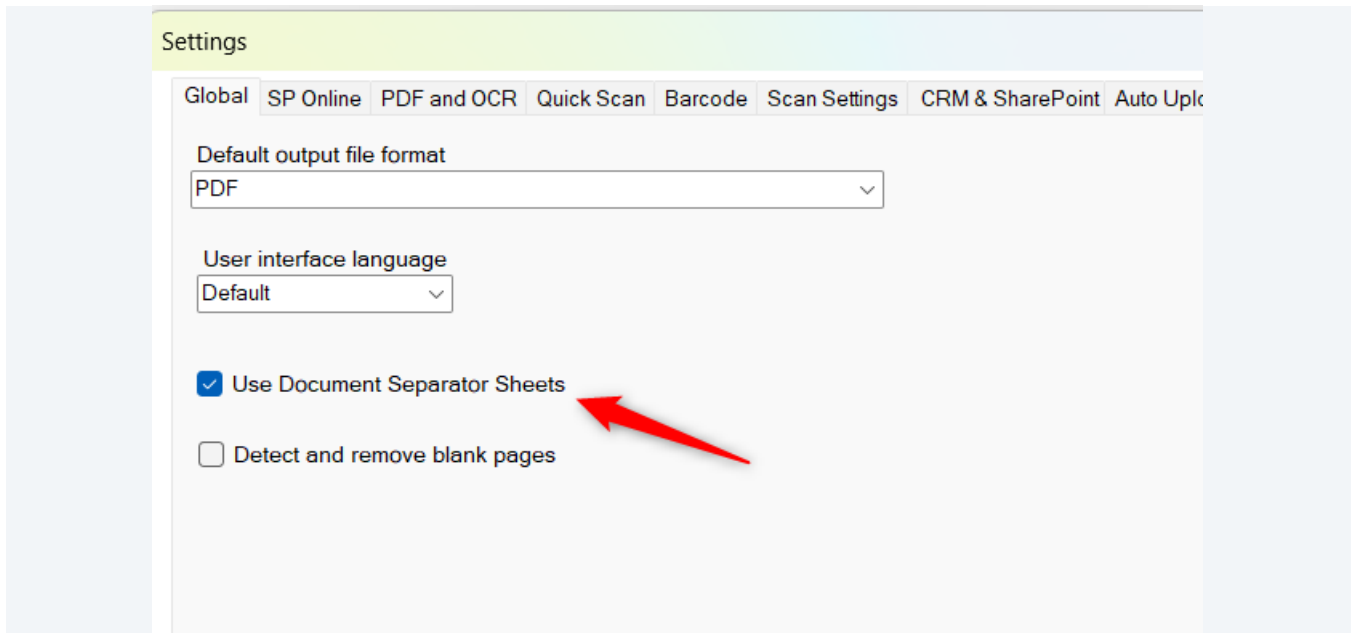 Settings
Global SP Online PDF and OCR Quick Scan Barcode Scan Settings CRM & SharePoint Auto
Default output file format
PDF
User interface language
Default
Use Document Separator Sheets
Detect and remove blank pages